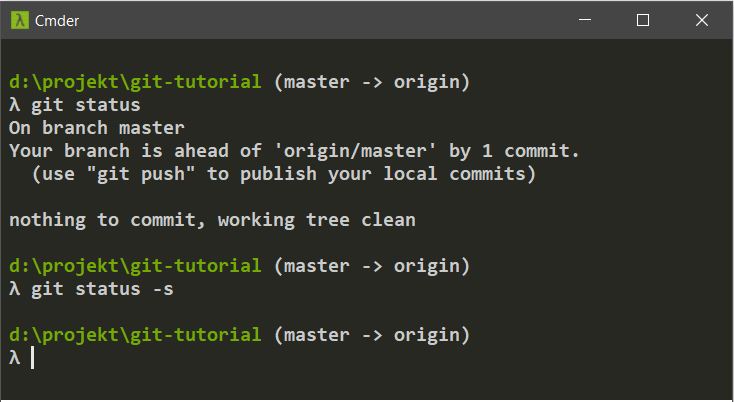 λ Cmder
d:\projekt\git-tutorial (master -> origin)
λ git status
On branch master
Your branch is ahead of 'origin/master' by 1 commit.
  (use "git push" to publish your local commits)
nothing to commit, working tree clean
d:\projekt\git-tutorial (master -> origin)
λ git status -s
d:\projekt\git-tutorial (master -> origin)
λ